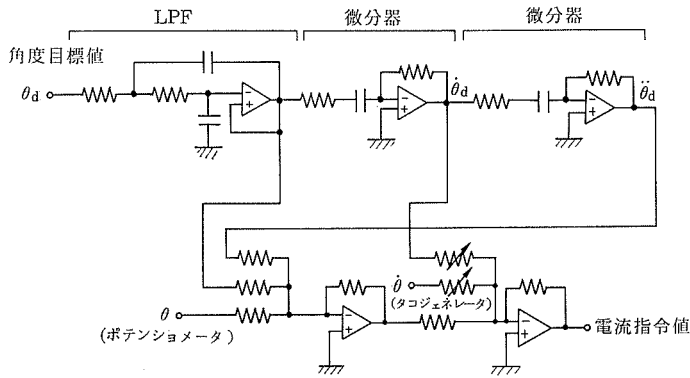 LPF
微分器
微分器
角度目標値
θd
θ̇d
θ̈d
θ̇
(タコジェネレータ)
θ
(ポテンショメータ)
電流指令値